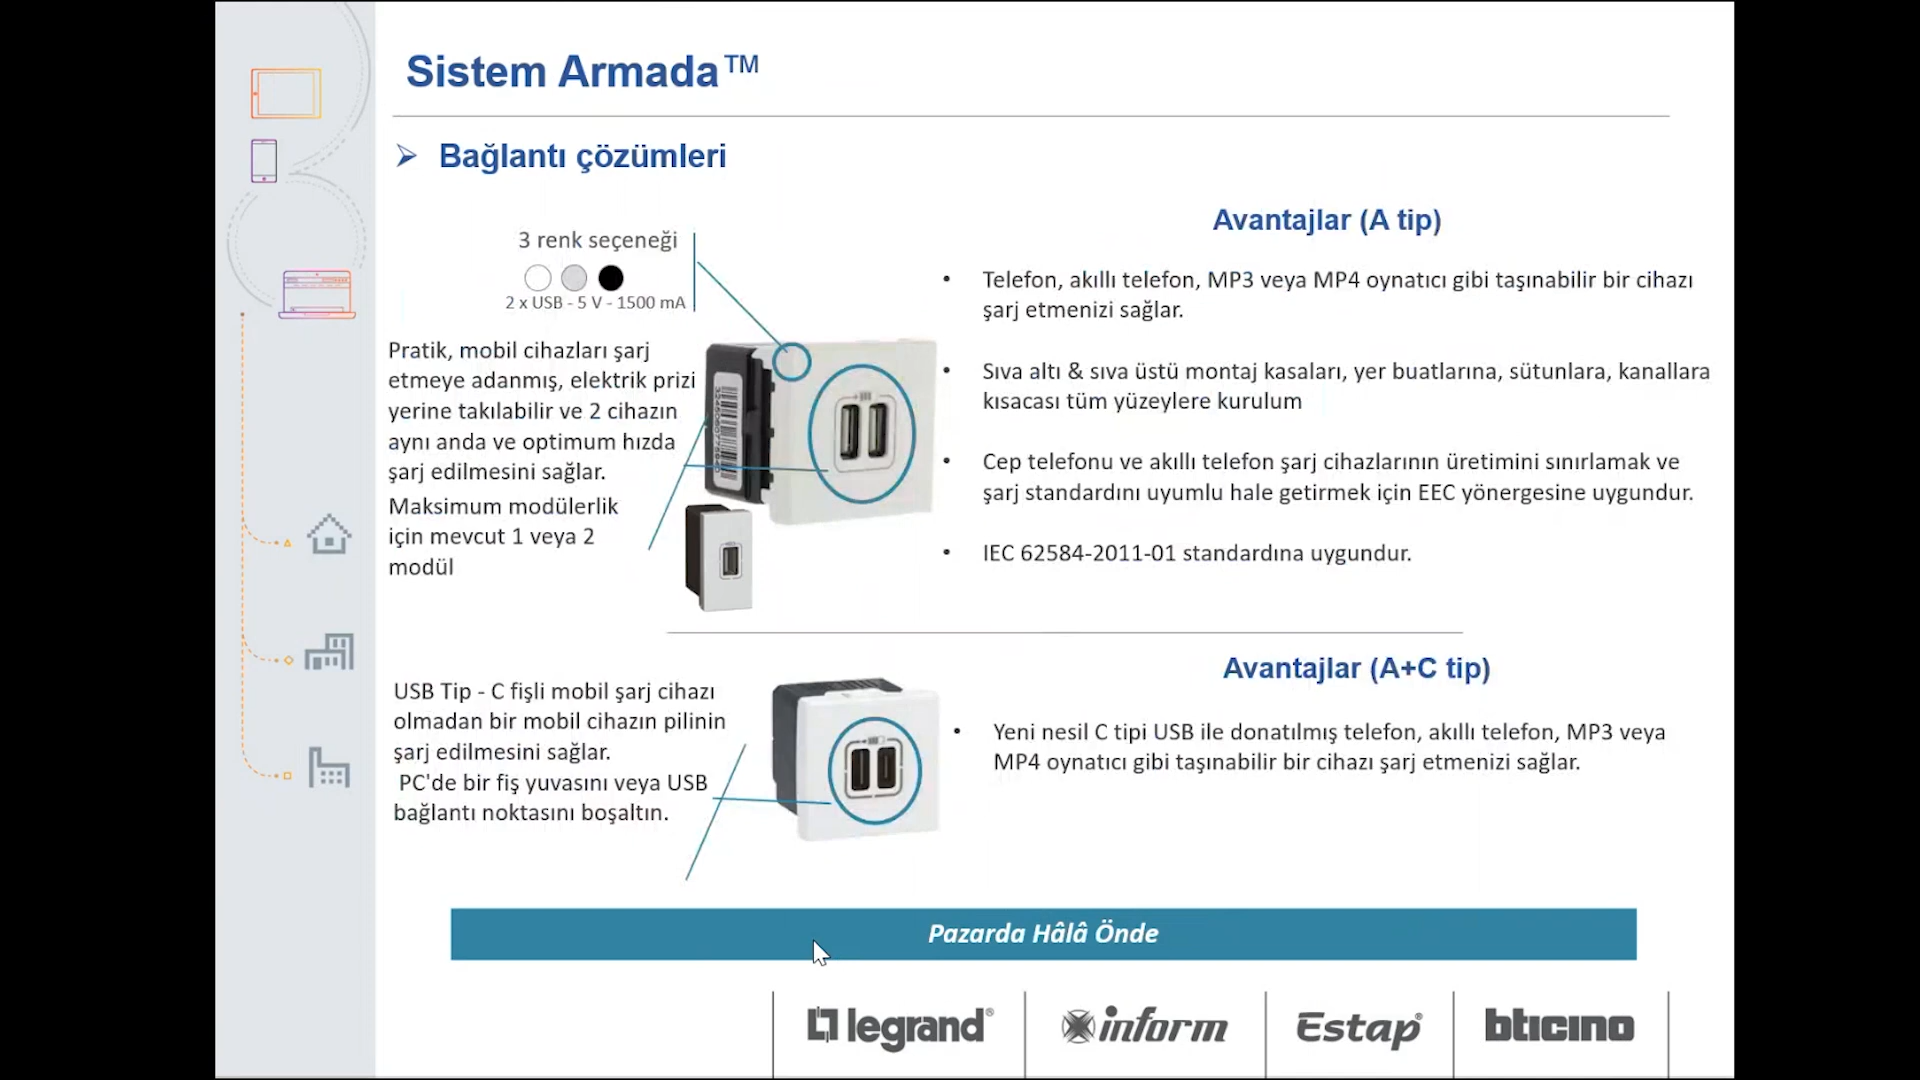 Sistem Armada™
Bağlantı çözümleri
3 renk seçeneği
2 x USB - 5 V - 1500 mA
Pratik, mobil cihazları şarj
etmeye adanmış, elektrik prizi
yerine takılabilir ve 2 cihazın
aynı anda ve optimum hızda
şarj edilmesini sağlar.
Maksimum modülerlik
için mevcut 1 veya 2
modül
Avantajlar (A tip)
• Telefon, akıllı telefon, MP3 veya MP4 oynatıcı gibi taşınabilir bir cihazı
şarj etmenizi sağlar.
• Sıva altı & sıva üstü montaj kasaları, yer buatlarına, sütunlara, kanallara
kısacası tüm yüzeylere kurulum
• Cep telefonu ve akıllı telefon şarj cihazlarının üretimini sınırlamak ve
şarj standardını uyumlu hale getirmek için EEC yönergesine uygundur.
• IEC 62584-2011-01 standardına uygundur.
USB Tip - C fişli mobil şarj cihazı
olmadan bir mobil cihazın pilinin
şarj edilmesini sağlar.
PC'de bir fiş yuvasını veya USB
bağlantı noktasını boşaltın.
Avantajlar (A+C tip)
• Yeni nesil C tipi USB ile donatılmış telefon, akıllı telefon, MP3 veya
MP4 oynatıcı gibi taşınabilir bir cihazı şarj etmenizi sağlar.
Pazarda Hâlâ Önde
legrand®
inform
Estap®
bticino